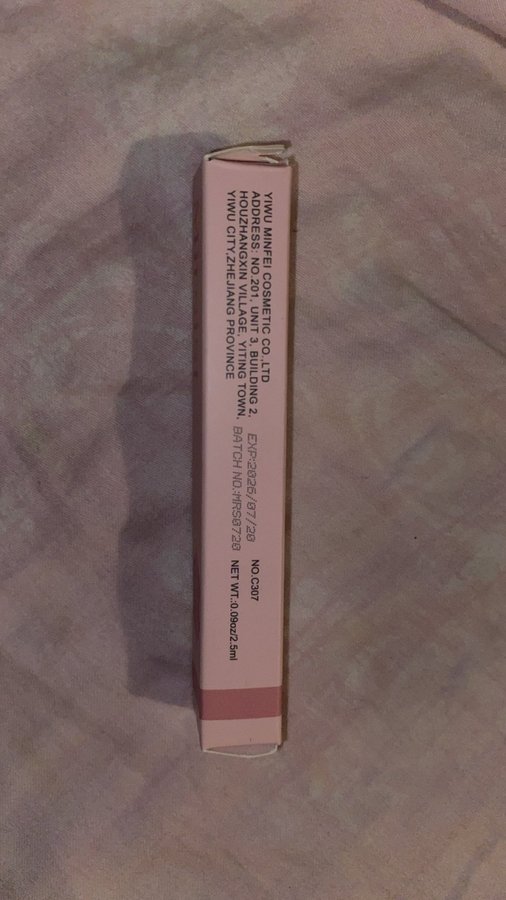 YIWU MINFEI COSMETIC CO.,LTD
ADDRESS: NO.201, UNIT 3, BUILDING 2,
HOUZHANGXIN VILLAGE, YITING TOWN,
YIWU CITY,ZHEJIANG PROVINCE
EXP:2026/07/20
BATCH NO.:MRS0720
NO.C307
NET WT.:0.09oz/2.5ml